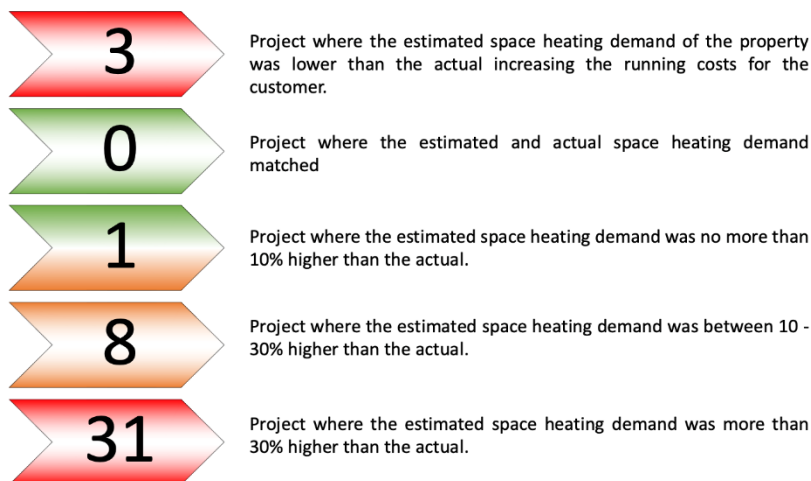 3
Project where the estimated space heating demand of the property
was lower than the actual increasing the running costs for the
customer.
0
Project where the estimated and actual space heating demand
matched
1
Project where the estimated space heating demand was no more than
10% higher than the actual.
8
Project where the estimated space heating demand was between 10 -
30% higher than the actual.
31
Project where the estimated space heating demand was more than
30% higher than the actual.